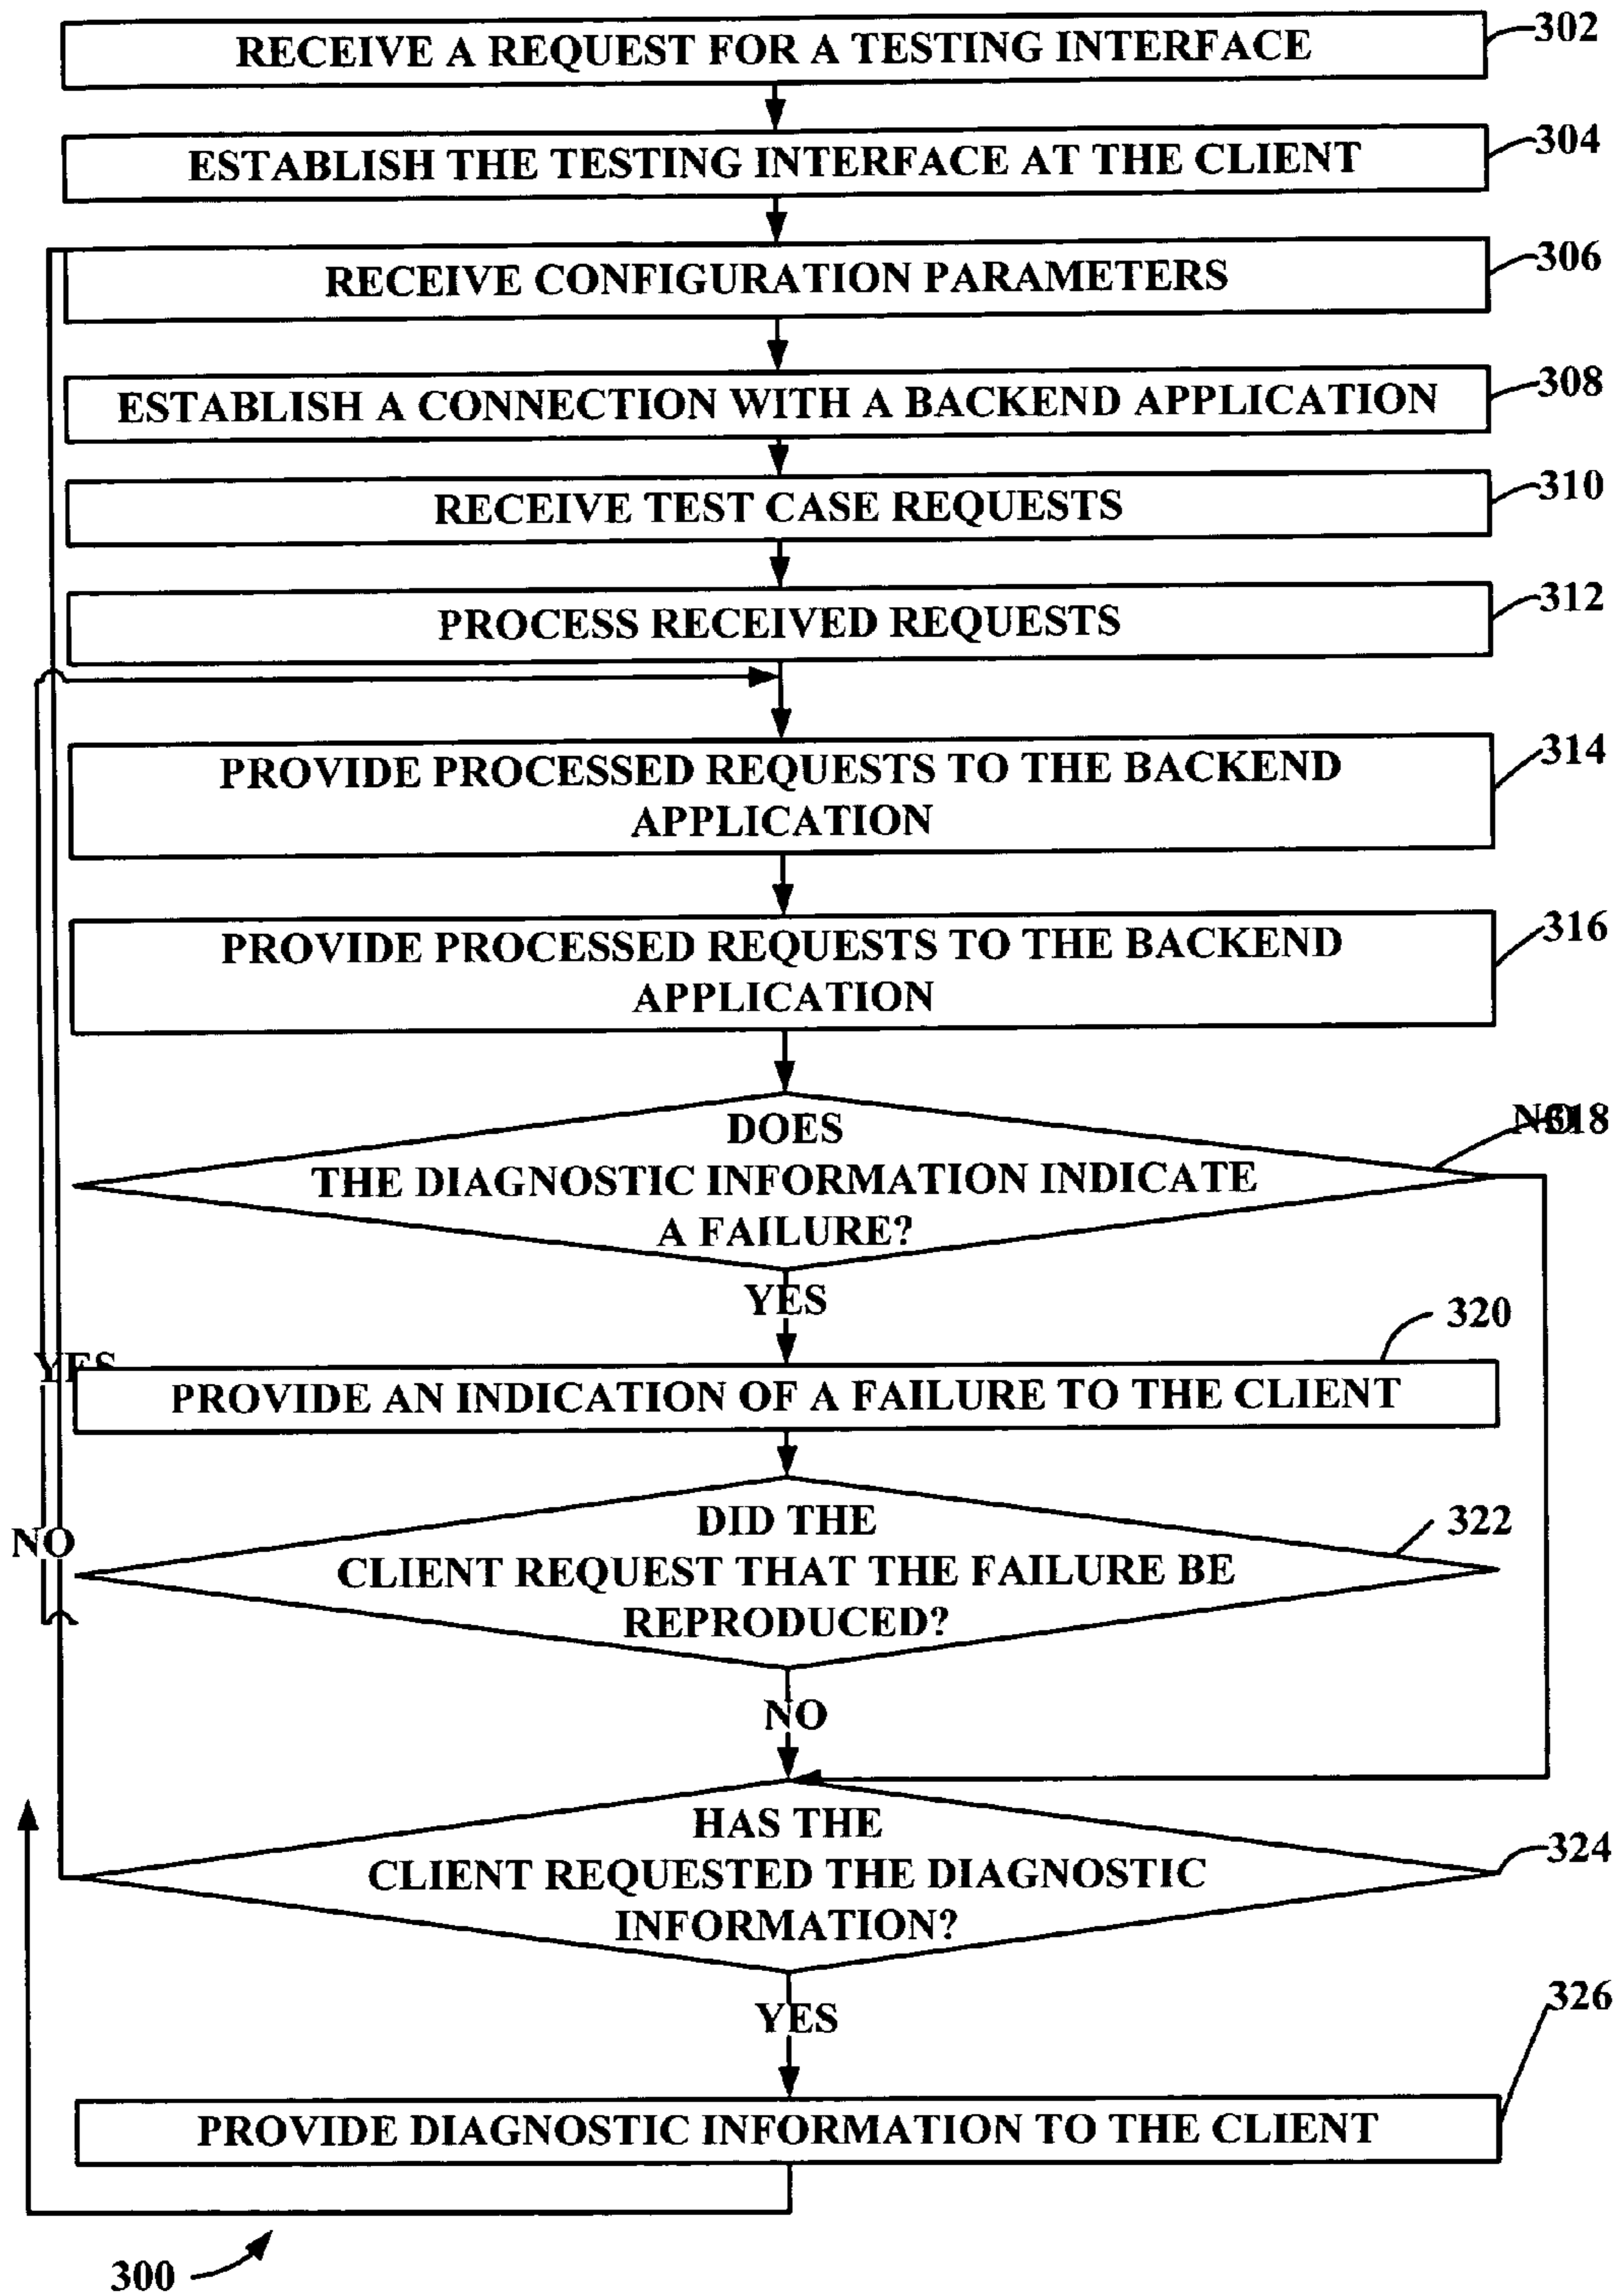 RECEIVE A REQUEST FOR A TESTING INTERFACE
302
ESTABLISH THE TESTING INTERFACE AT THE CLIENT
304
RECEIVE CONFIGURATION PARAMETERS
306
ESTABLISH A CONNECTION WITH A BACKEND APPLICATION
308
RECEIVE TEST CASE REQUESTS
310
PROCESS RECEIVED REQUESTS
312
PROVIDE PROCESSED REQUESTS TO THE BACKEND
APPLICATION
314
PROVIDE PROCESSED REQUESTS TO THE BACKEND
APPLICATION
316
DOES
THE DIAGNOSTIC INFORMATION INDICATE
A FAILURE?
NO
318
YES
320
YES
PROVIDE AN INDICATION OF A FAILURE TO THE CLIENT
NO
DID THE
CLIENT REQUEST THAT THE FAILURE BE
REPRODUCED?
322
NO
HAS THE
CLIENT REQUESTED THE DIAGNOSTIC
INFORMATION?
324
YES
326
PROVIDE DIAGNOSTIC INFORMATION TO THE CLIENT
300